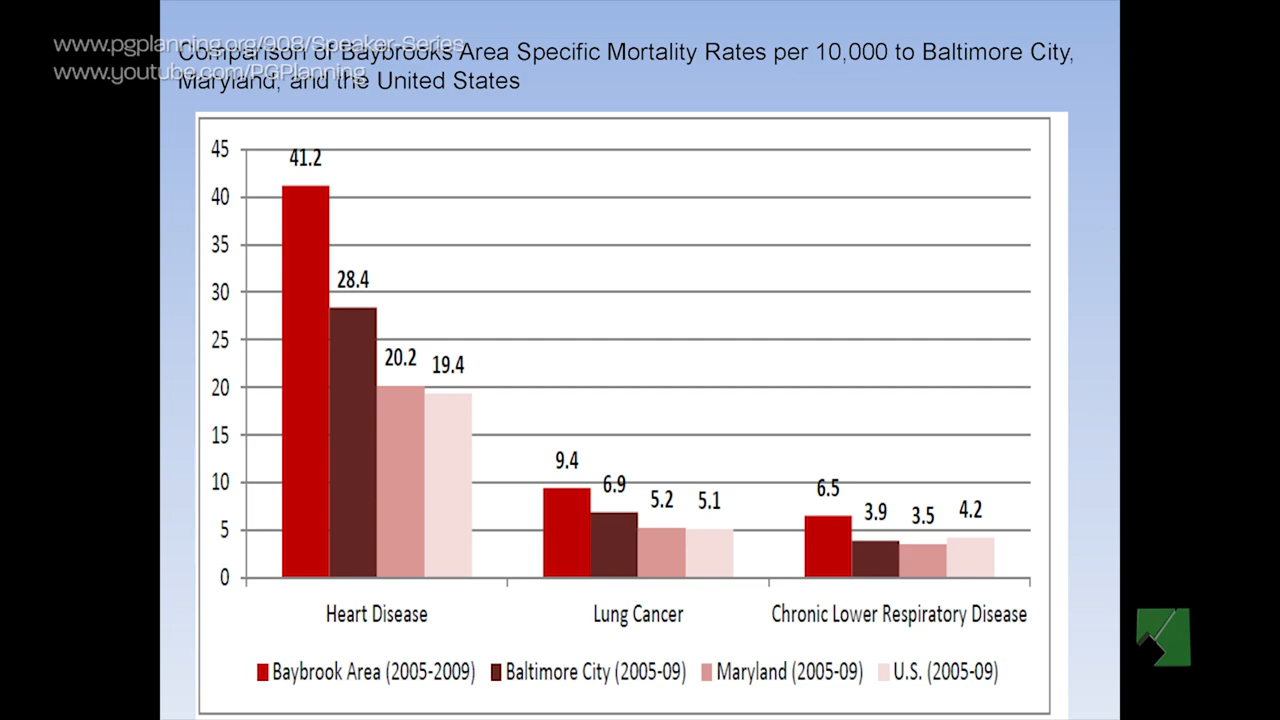 www.pgplanning.org/908/Speaker-Series
www.youtube.com/PGPlanning
Comparison of Baybrooks Area Specific Mortality Rates per 10,000 to Baltimore City,
Maryland, and the United States
45
40
35
30
25
20
15
10
5
0
41.2
28.4
20.2
19.4
9.4
6.9
5.2
5.1
6.5
3.9
3.5
4.2
Heart Disease
Lung Cancer
Chronic Lower Respiratory Disease
Baybrook Area (2005-2009)
Baltimore City (2005-09)
Maryland (2005-09)
U.S. (2005-09)